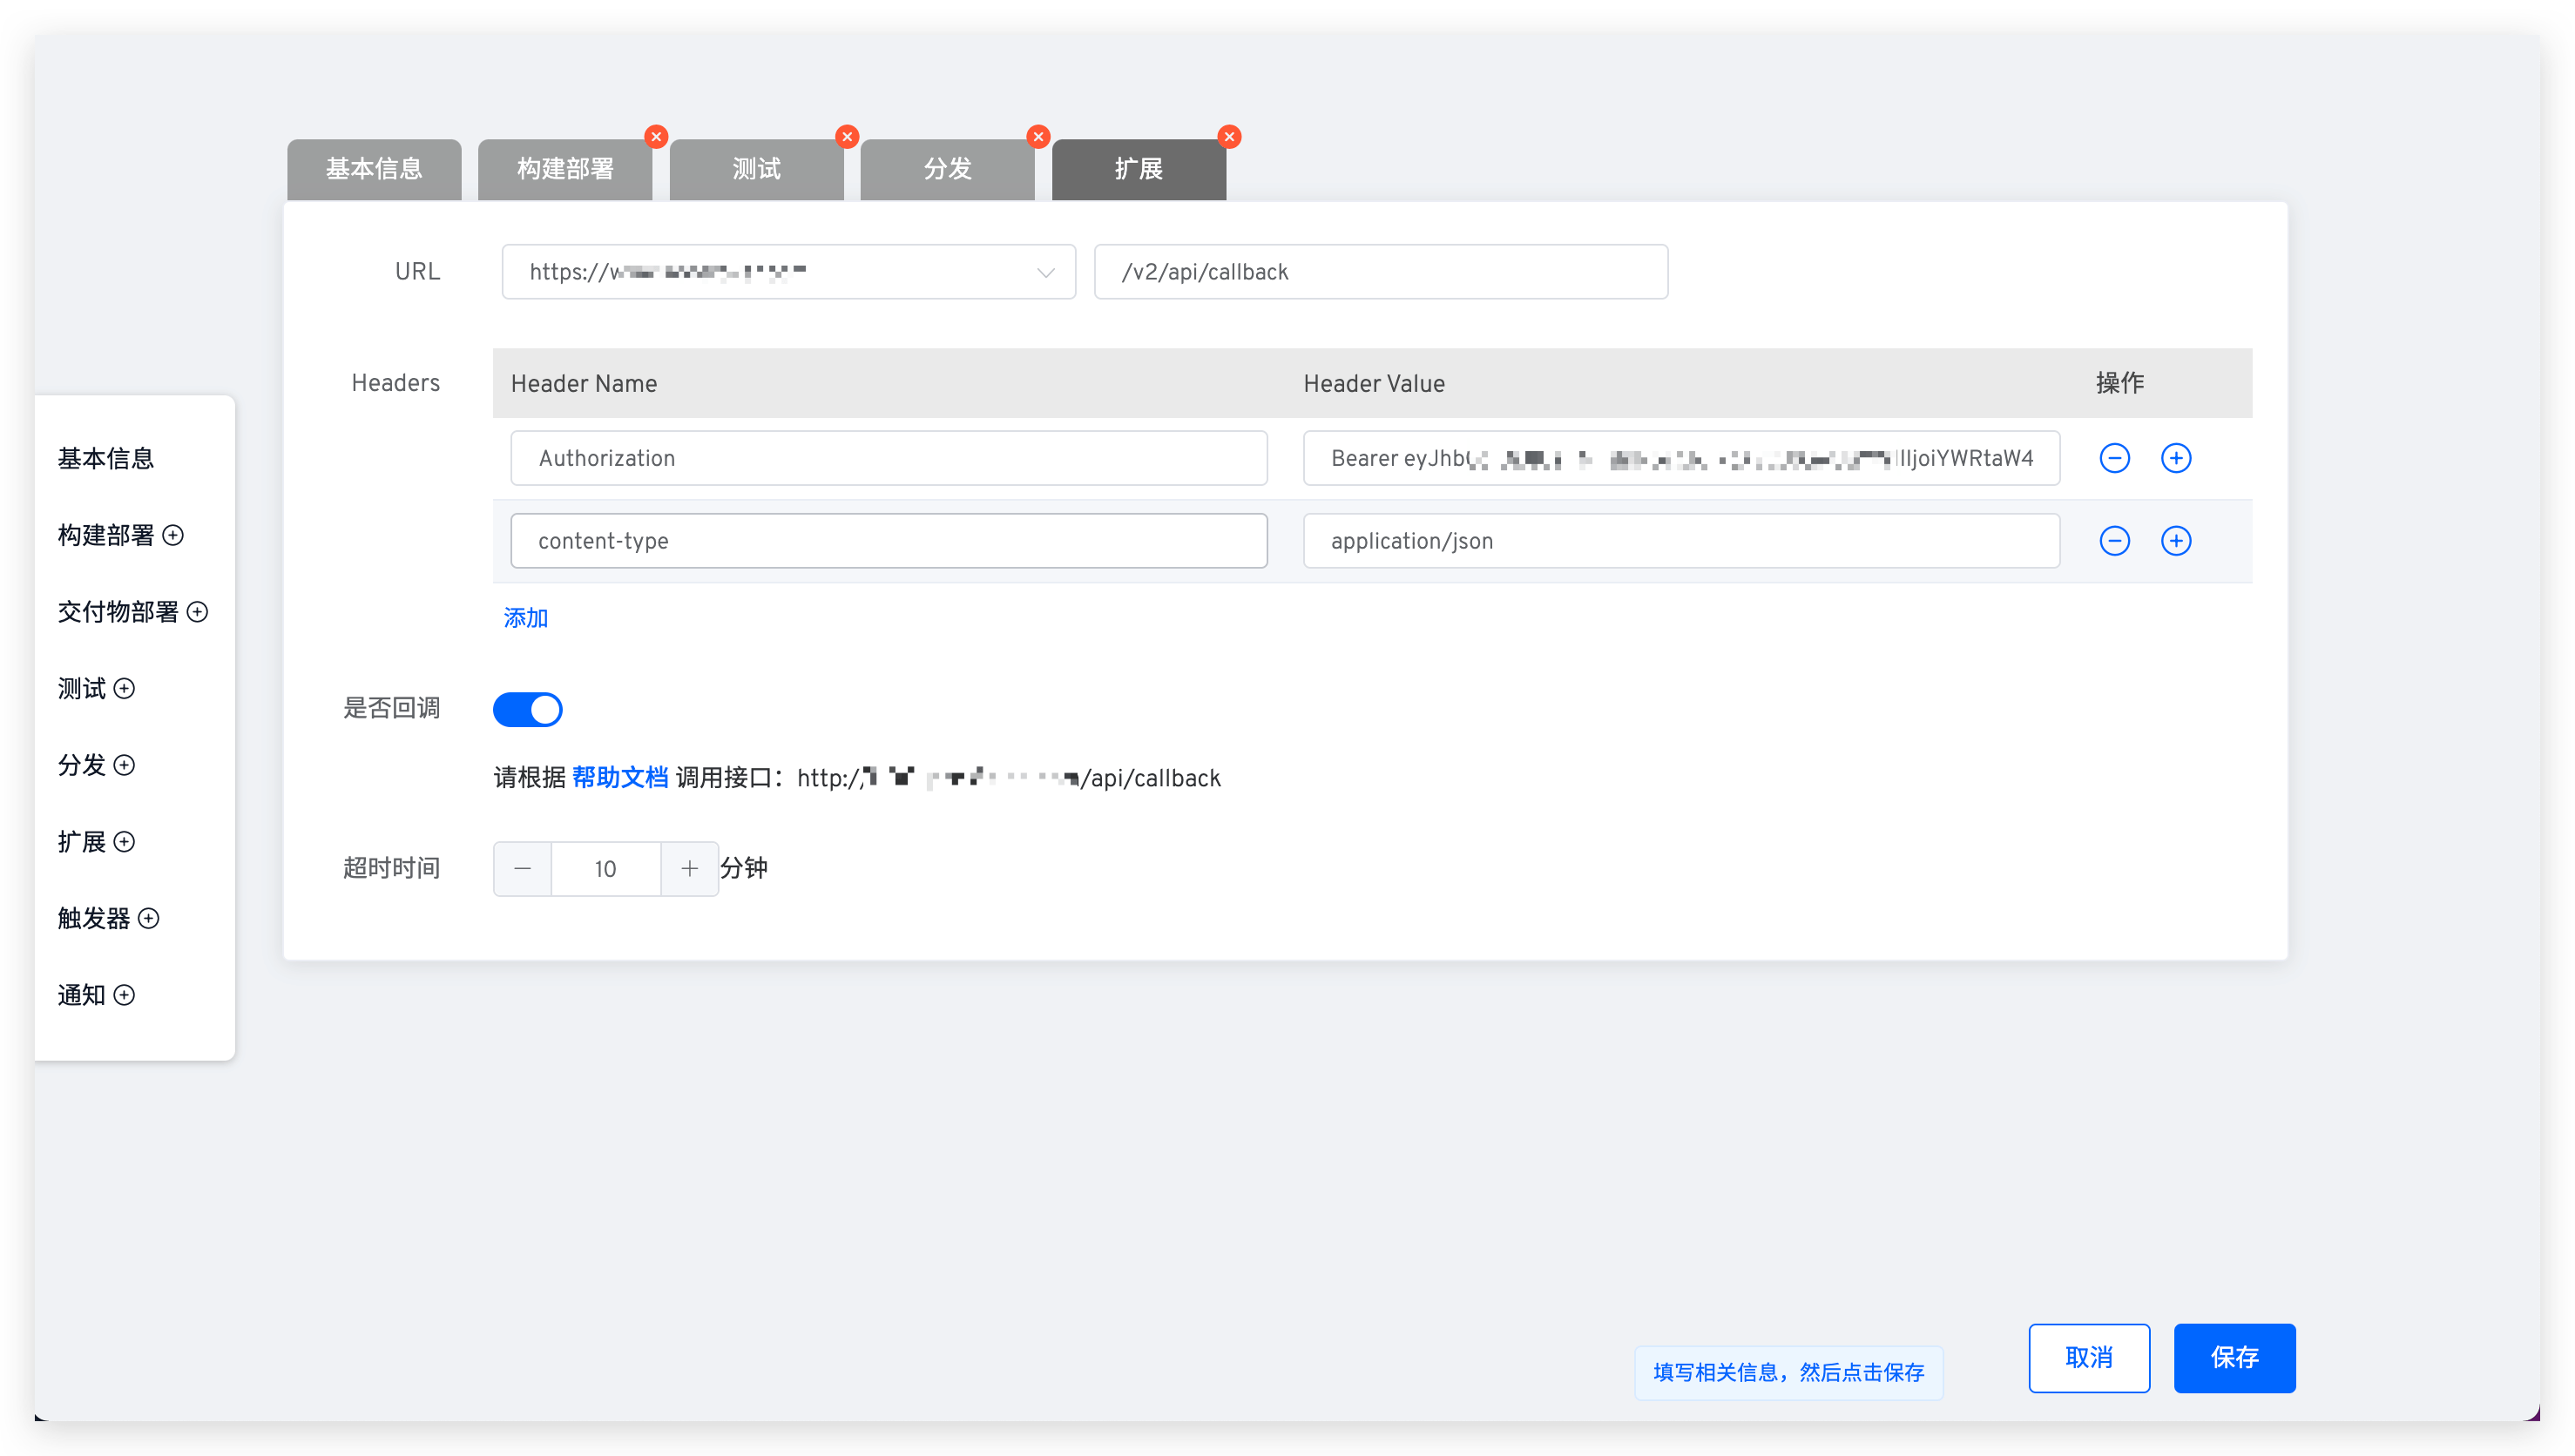 基本信息 构建部署 测试 分发 扩展
URL https://w /v2/api/callback
Headers Header Name Header Value 操作
Authorization Bearer eyJhb IjoiYWRtaW4
content-type application/json
添加
是否回调
请根据 帮助文档 调用接口：http:// /api/callback
超时时间 10 分钟
基本信息
构建部署
交付物部署
测试
分发
扩展
触发器
通知
填写相关信息，然后点击保存
取消 保存